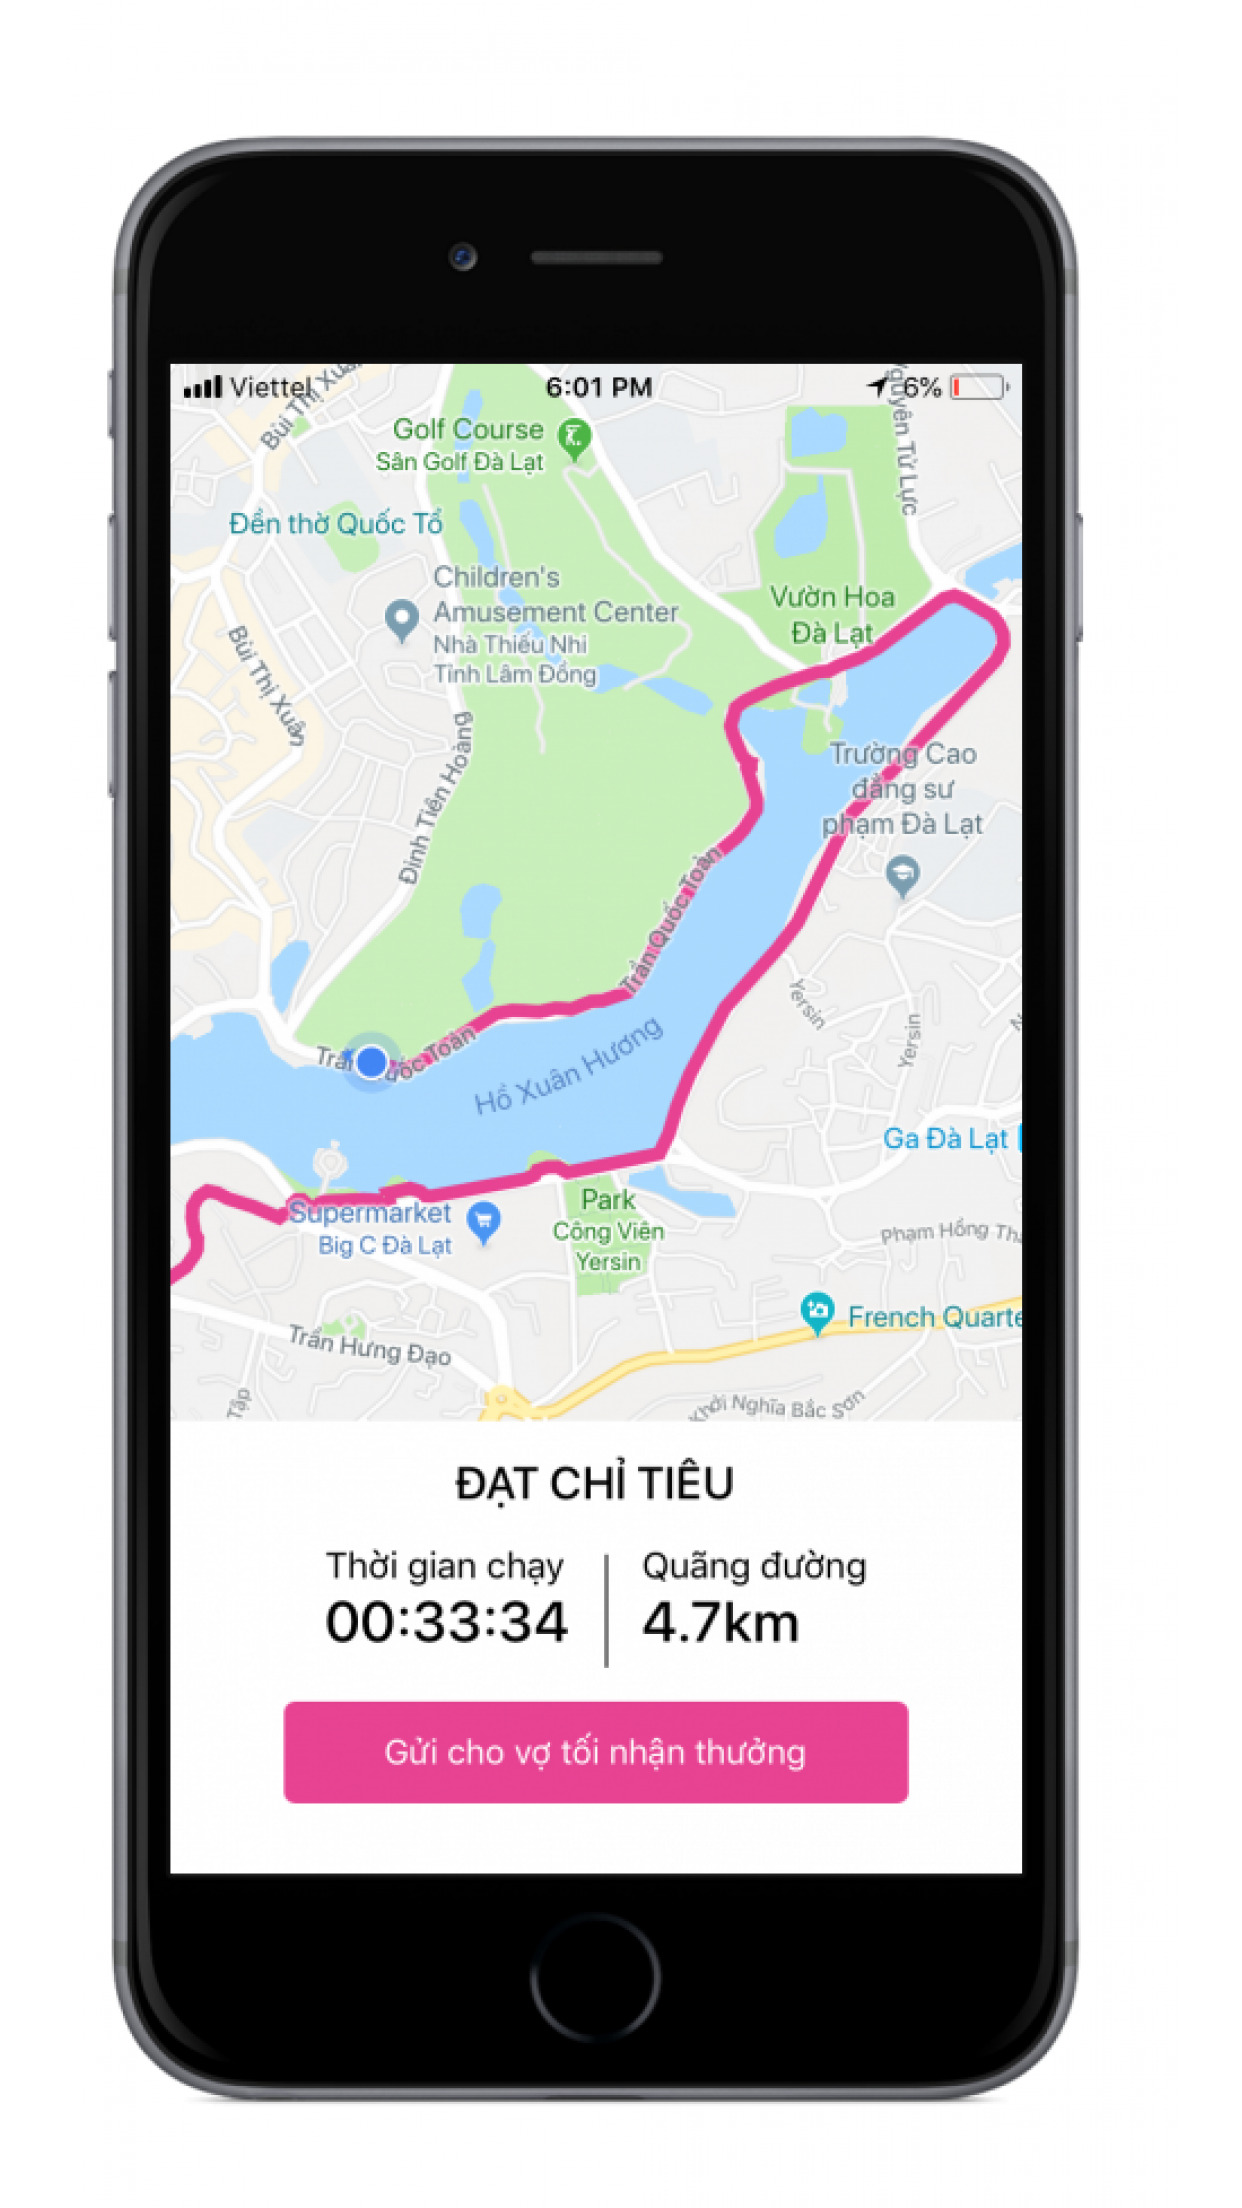 Viettel 6:01 PM 6%
Bùi Thị Xuân
Golf Course
Sân Golf Đà Lạt
Nguyên Tử Lực
Đền thờ Quốc Tổ
Children's
Amusement Center
Nhà Thiếu Nhi
Tỉnh Lâm Đồng
Vườn Hoa
Đà Lạt
Bùi Thị Xuân
Đinh Tiên Hoàng
Trường Cao
đẳng sư
phạm Đà Lạt
Trần Quốc Toản
Yersin
Yersin
Trần Quốc Toản
Hồ Xuân Hương
Ga Đà Lạt
Supermarket
Big C Đà Lạt
Park
Công Viên
Yersin
Phạm Hồng Thá
French Quarte
Trần Hưng Đạo
Tập
Khởi Nghĩa Bắc Sơn
ĐẠT CHỈ TIÊU
Thời gian chạy
00:33:34
Quãng đường
4.7km
Gửi cho vợ tối nhận thưởng